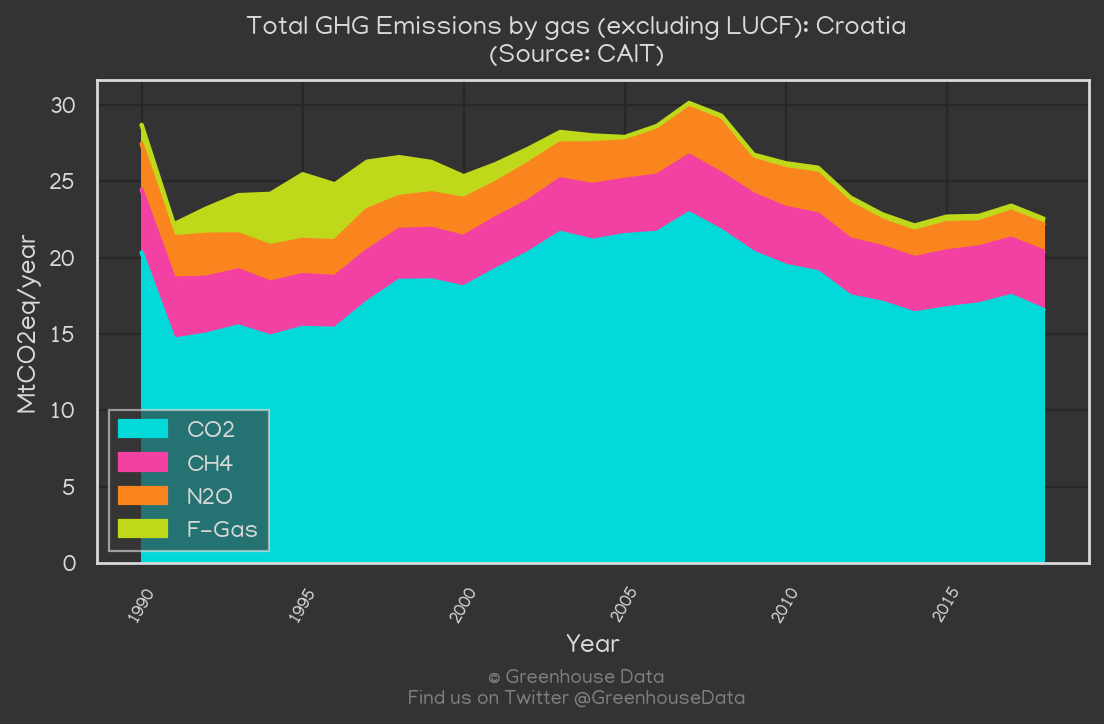 Total GHG Emissions by gas (excluding LUCF): Croatia
(Source: CAIT)
30
25
20
15
10
5
0
MtCO2eq/year
CO2
CH4
N2O
F-Gas
1990
1995
2000
2005
2010
2015
Year
© Greenhouse Data
Find us on Twitter @GreenhouseData